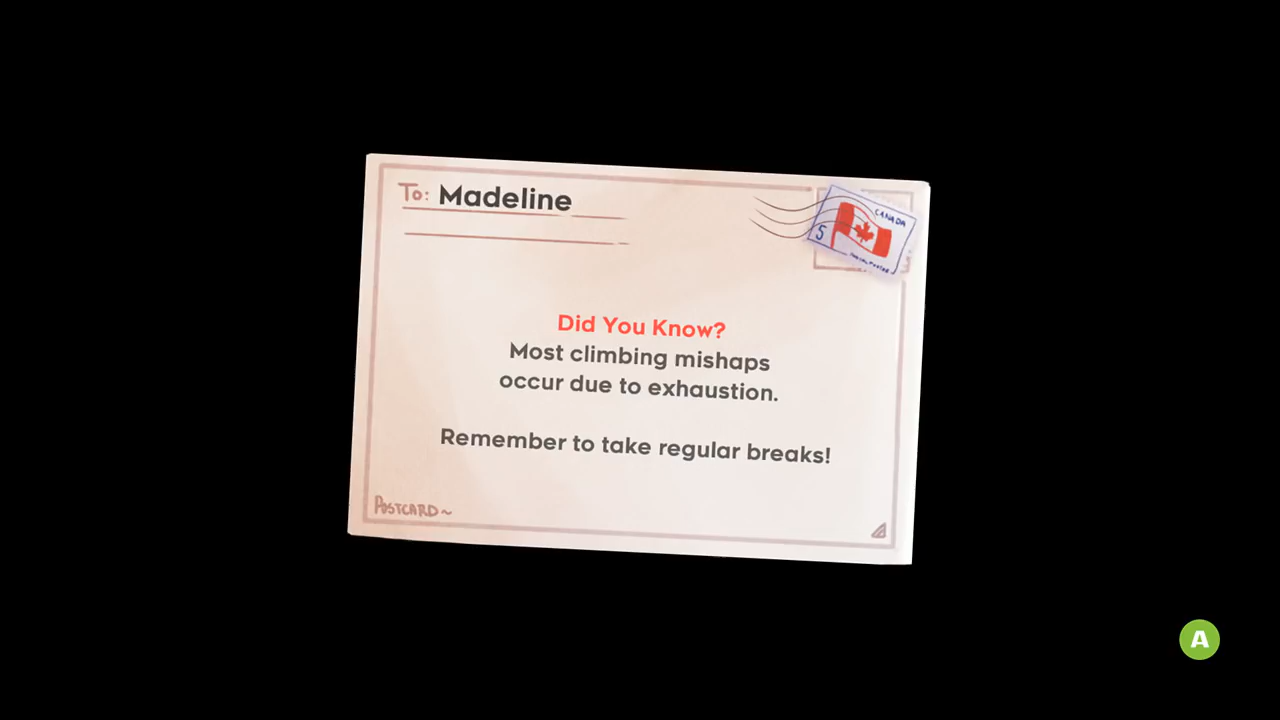 To: Madeline
CANADA
5
Did You Know?
Most climbing mishaps
occur due to exhaustion.
Remember to take regular breaks!
POSTCARD~
A